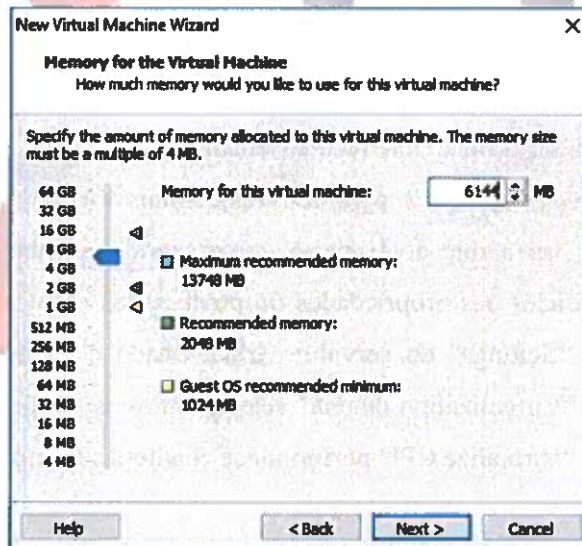 New Virtual Machine Wizard
Memory for the Virtual Machine
How much memory would you like to use for this virtual machine?
Specify the amount of memory allocated to this virtual machine. The memory size
must be a multiple of 4 MB.
Memory for this virtual machine: 6144 MB
64 GB
32 GB
16 GB
8 GB
4 GB
2 GB
1 GB
512 MB
256 MB
128 MB
64 MB
32 MB
16 MB
8 MB
4 MB
Maximum recommended memory:
13748 MB
Recommended memory:
2048 MB
Guest OS recommended minimum:
1024 MB
Help < Back Next > Cancel